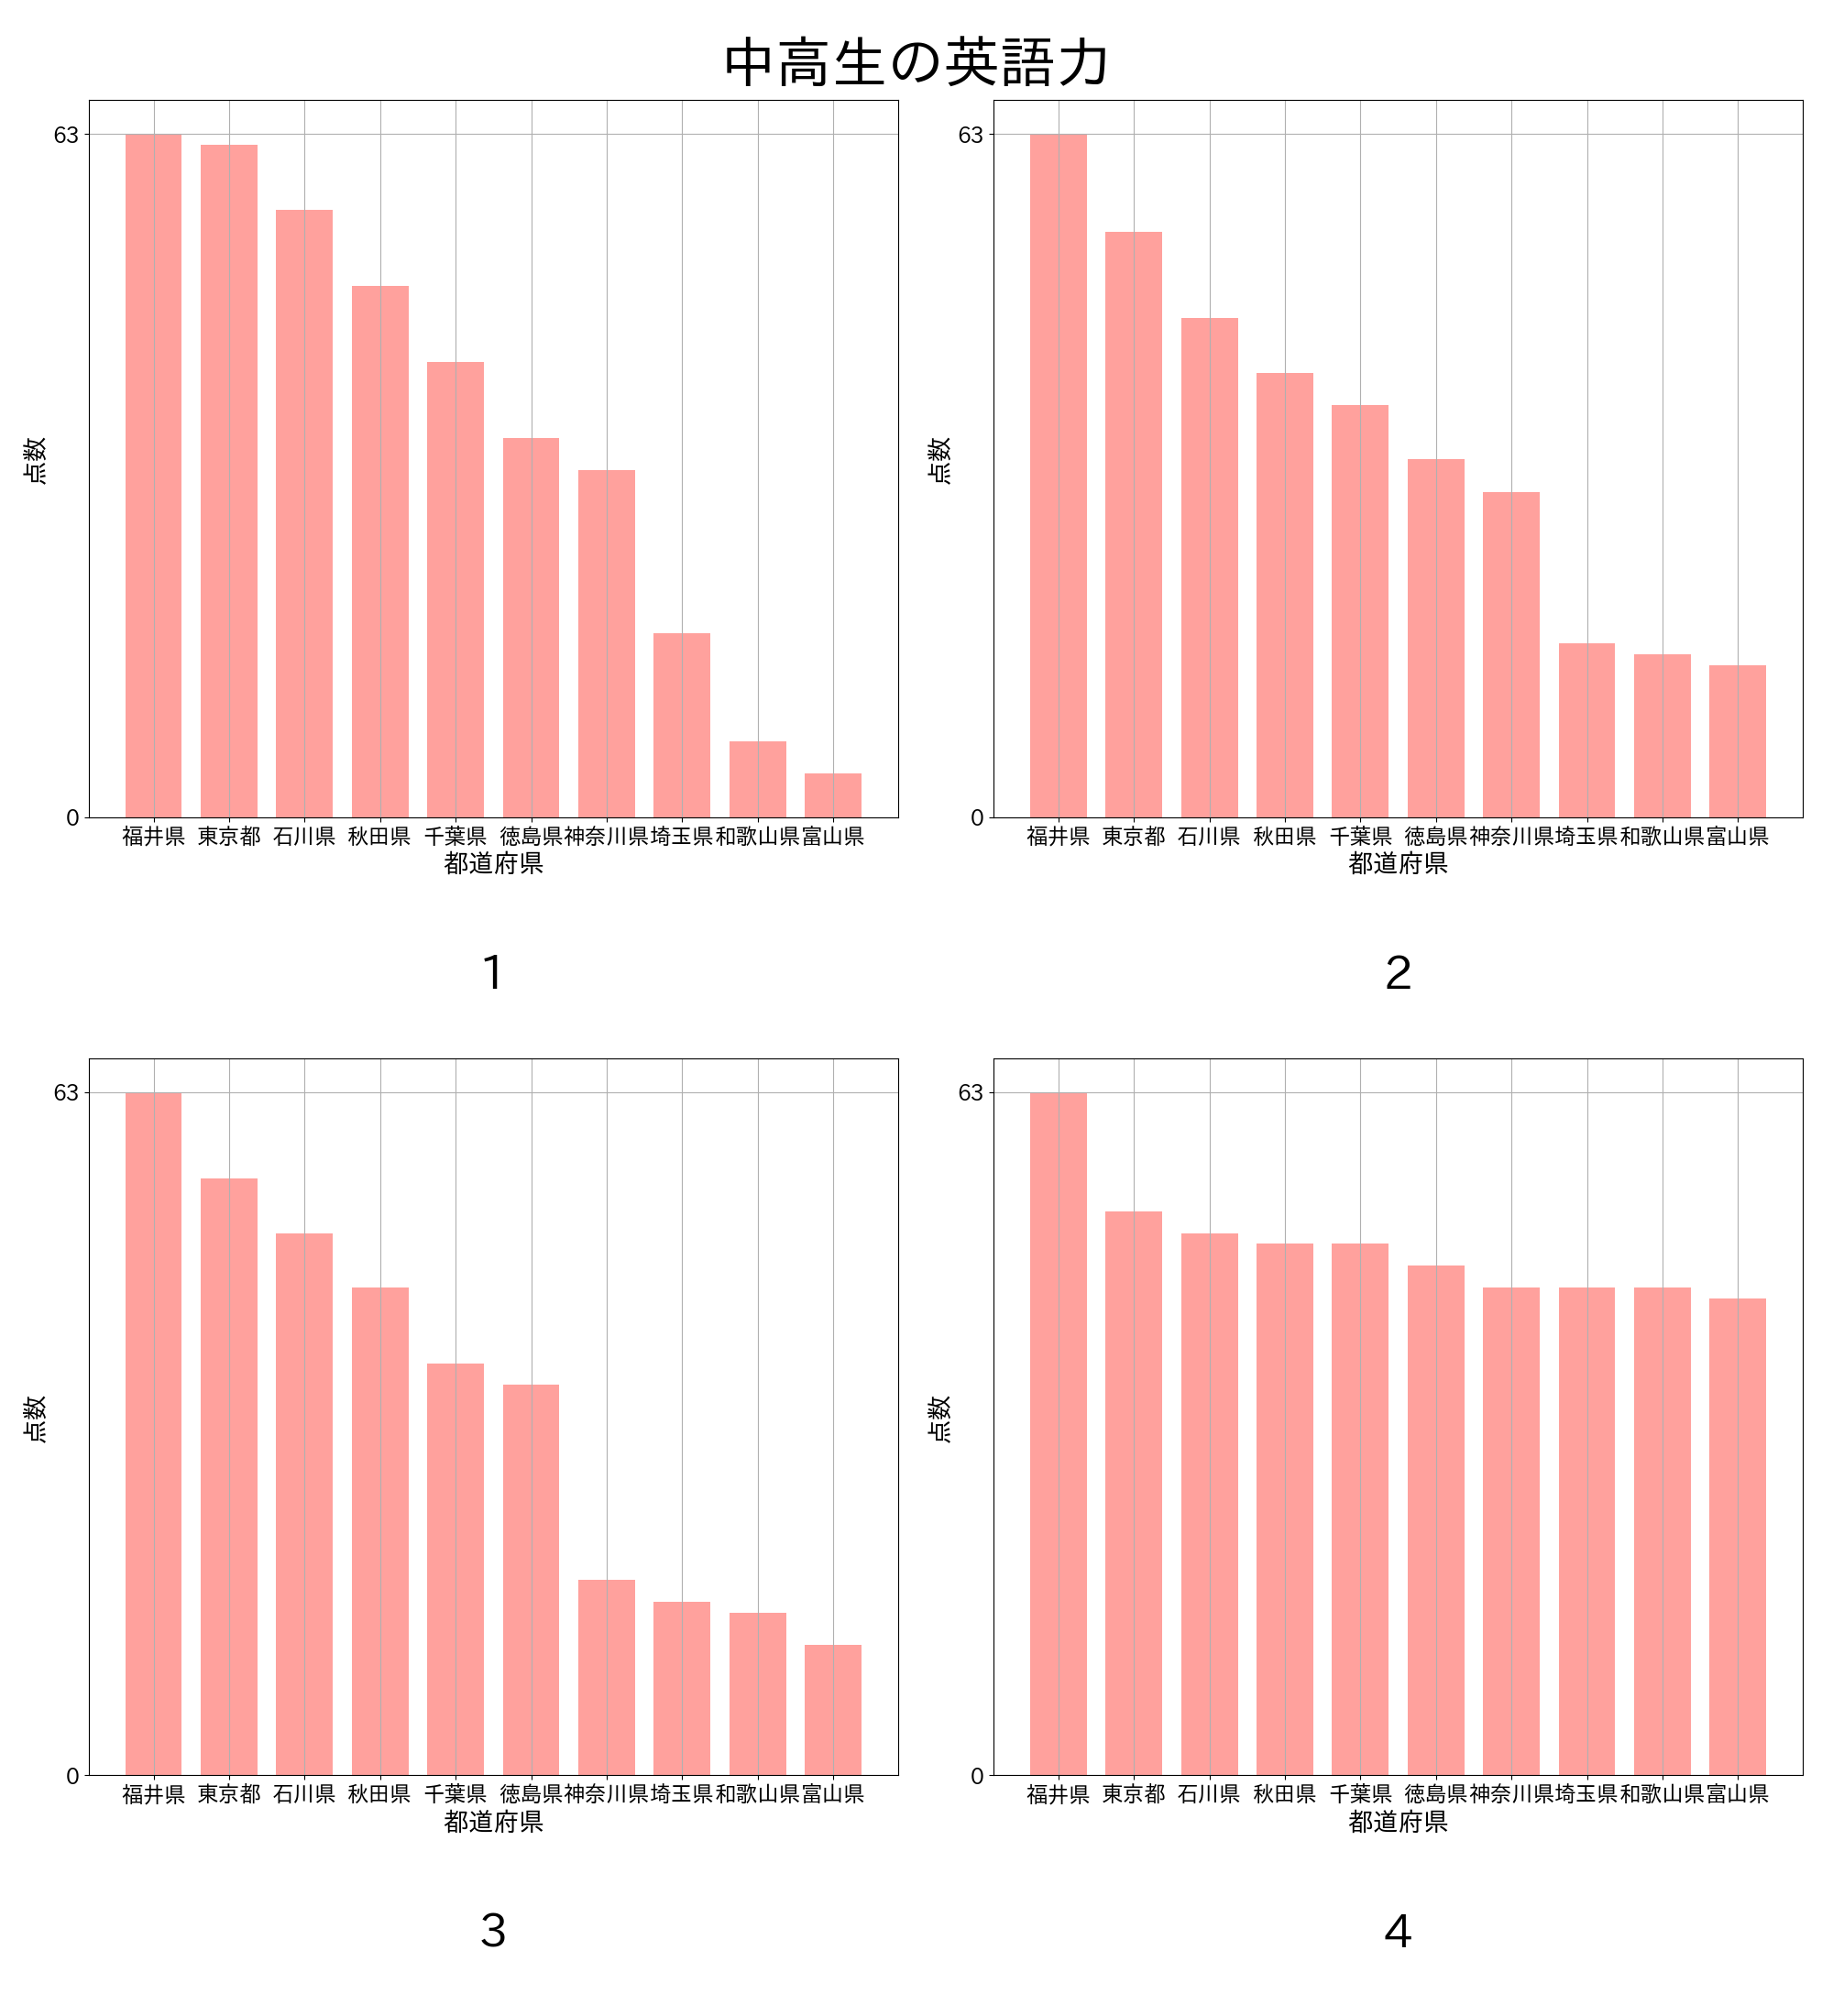 中高生の英語力
63
0
点数
福井県 東京都 石川県 秋田県 千葉県 徳島県 神奈川県 埼玉県 和歌山県 富山県
都道府県
1
63
0
点数
福井県 東京都 石川県 秋田県 千葉県 徳島県 神奈川県 埼玉県 和歌山県 富山県
都道府県
2
63
0
点数
福井県 東京都 石川県 秋田県 千葉県 徳島県 神奈川県 埼玉県 和歌山県 富山県
都道府県
3
63
0
点数
福井県 東京都 石川県 秋田県 千葉県 徳島県 神奈川県 埼玉県 和歌山県 富山県
都道府県
4